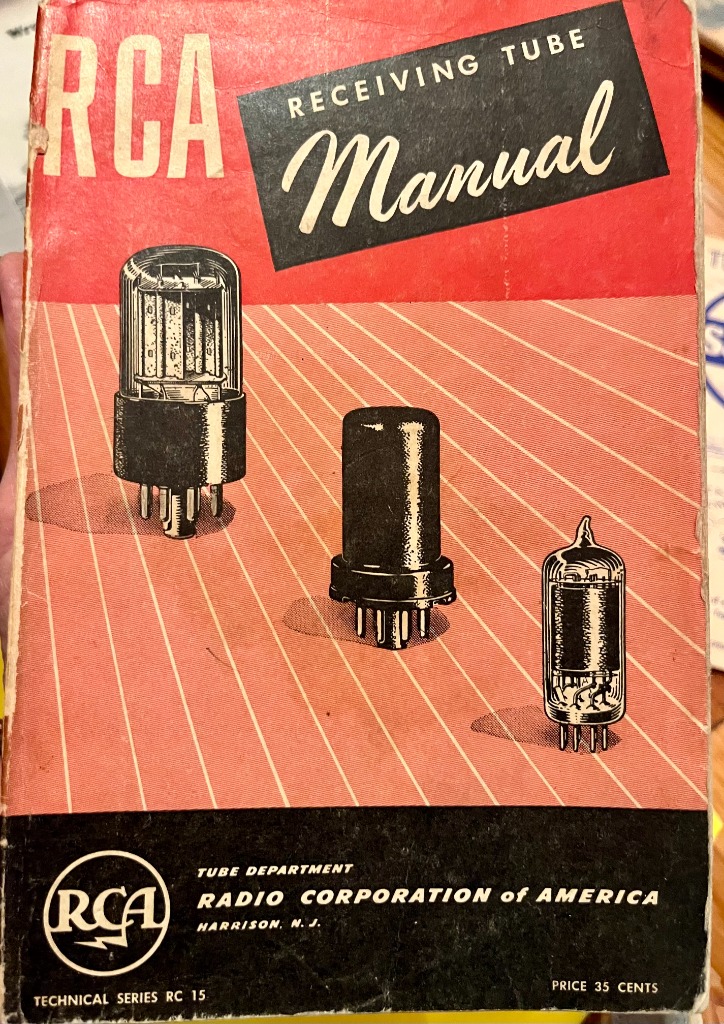 RCA
RECEIVING TUBE
Manual
RCA
TUBE DEPARTMENT
RADIO CORPORATION of AMERICA
HARRISON, N. J.
TECHNICAL SERIES RC 15
PRICE 35 CENTS